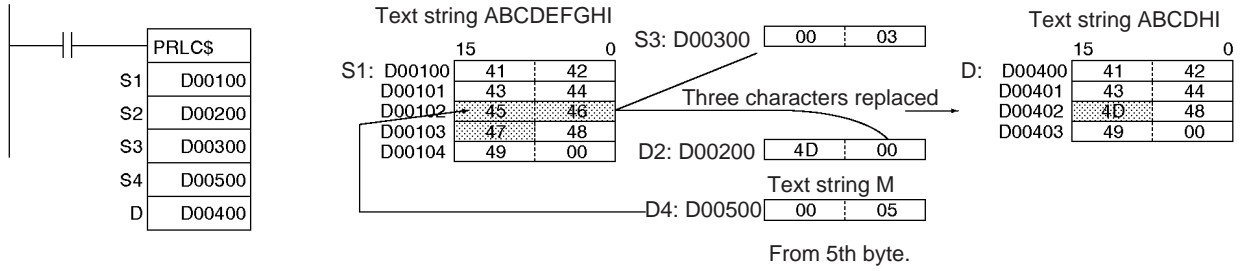 PRLC$
S1 D00100
S2 D00200
S3 D00300
S4 D00500
D D00400
Text string ABCDEFGHI
15 0
S1: D00100 41 42
D00101 43 44
D00102 45 46
D00103 47 48
D00104 49 00
S3: D00300 00 03
Three characters replaced
D2: D00200 4D 00
Text string M
D4: D00500 00 05
From 5th byte.
Text string ABCDHI
15 0
D: D00400 41 42
D00401 43 44
D00402 4D 48
D00403 49 00